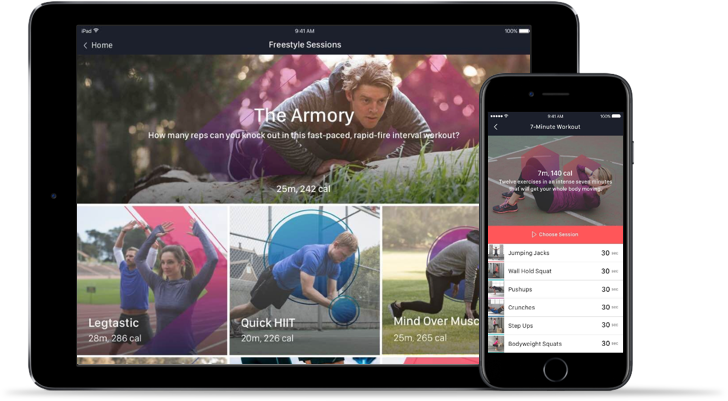 iPad 9:41 AM 100%
Home Freestyle Sessions
The Armory
How many reps can you knock out in this fast-paced, rapid-fire interval workout?
25m, 242 cal
Legtastic
28m, 286 cal
Quick HIIT
20m, 226 cal
Mind Over Musc
25m, 265 cal
9:41 AM 100%
7-Minute Workout
7m, 140 cal
Twelve exercises in an intense seven minutes
that will get your whole body moving.
Choose Session
Jumping Jacks 30 sec
Wall Hold Squat 30 sec
Pushups 30 sec
Crunches 30 sec
Step Ups 30 sec
Bodyweight Squats 30 sec